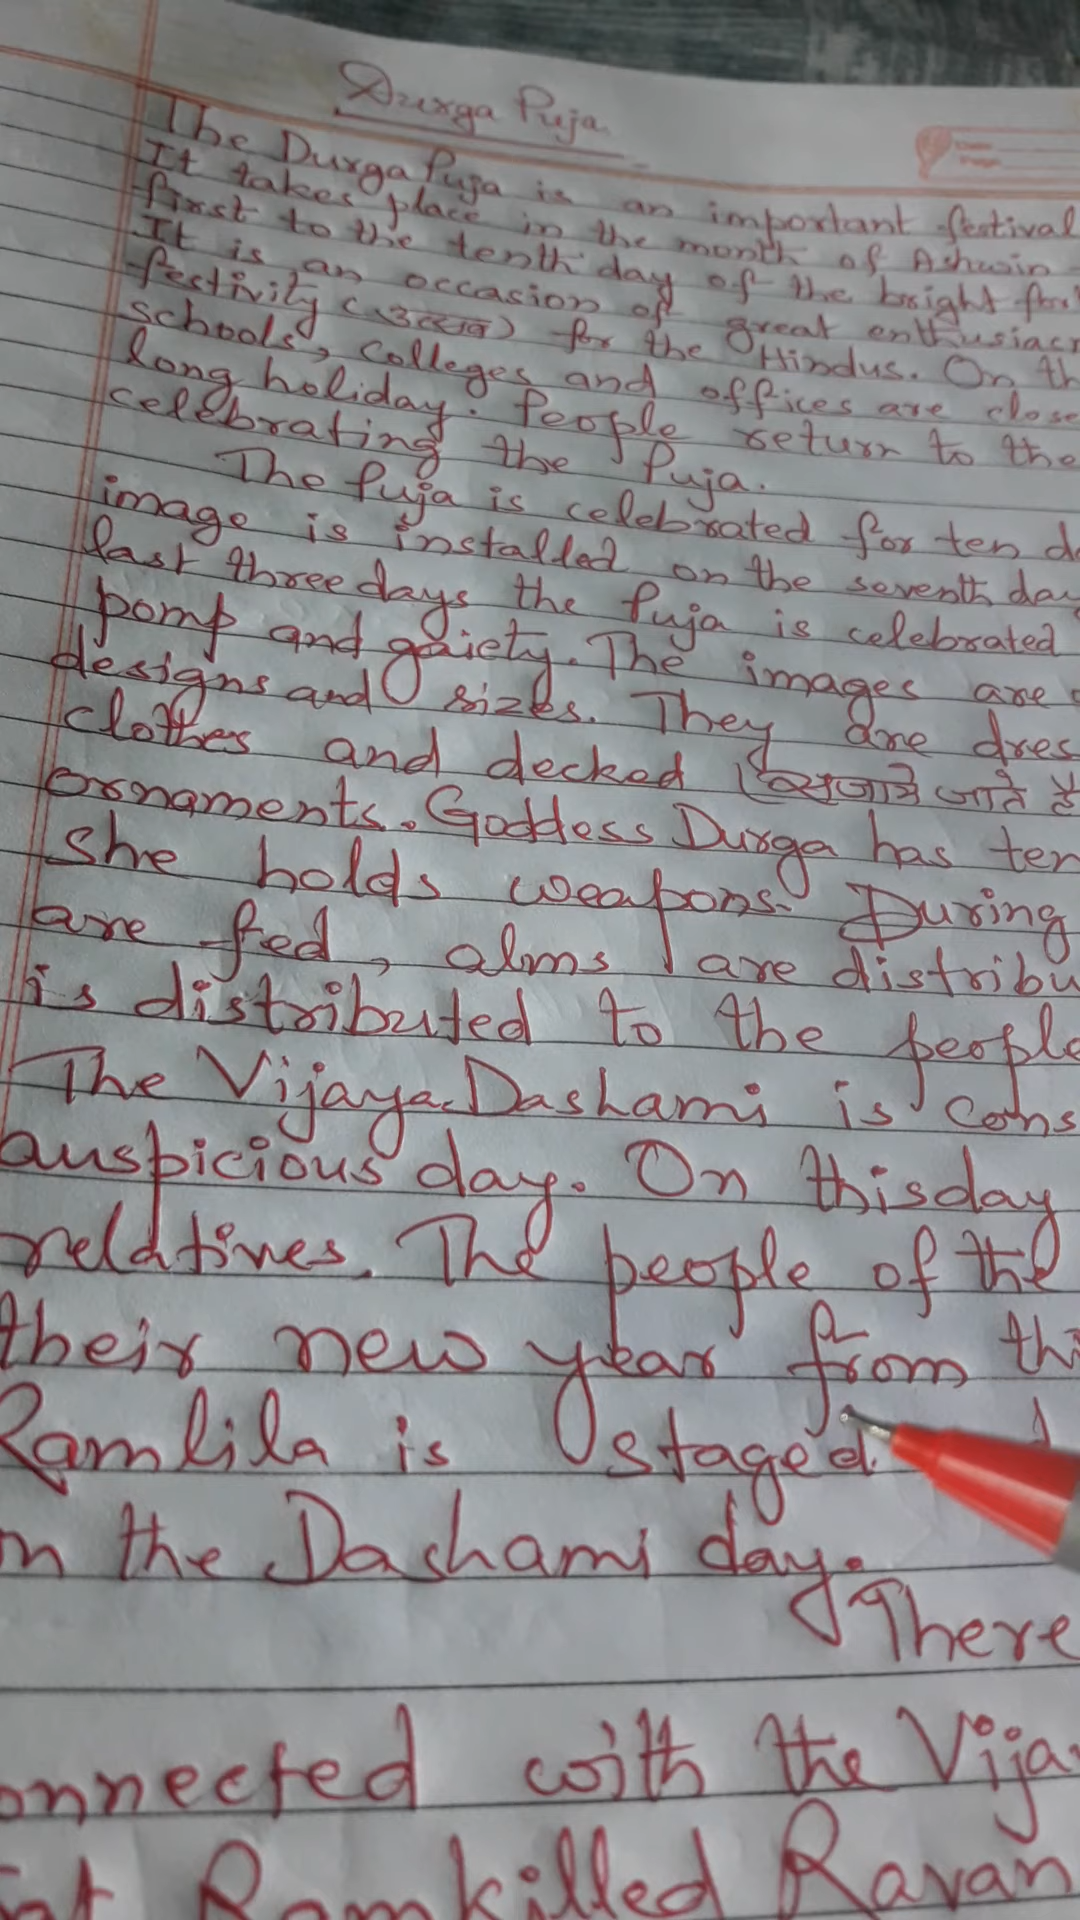 Durga Puja
The Durga Puja is an important festival
It takes place in the month of Ashwin
first to the tenth day of the bright for
It is an occasion of great enthusiac
festivity (उत्सव) for the Hindus. On th
schools, colleges and offices are close
long holiday. People return to the
celebrating the Puja.
The Puja is celebrated for ten d
image is installed on the seventh day
last three days the Puja is celebrated
pomp and gaiety. The images are
designs and sizes. They are dres
clothes and decked (सजाये जाते है
ornaments. Goddess Durga has ten
she holds weapons. During
are fed, alms are distribu
is distributed to the people
The Vijaya-Dashami is cons
auspicious day. On thisday
relatives. The people of the
their new year from thi
Ramlila is staged.
n the Dashami day.
There
onnected with the Vija
Ram killed Ravan